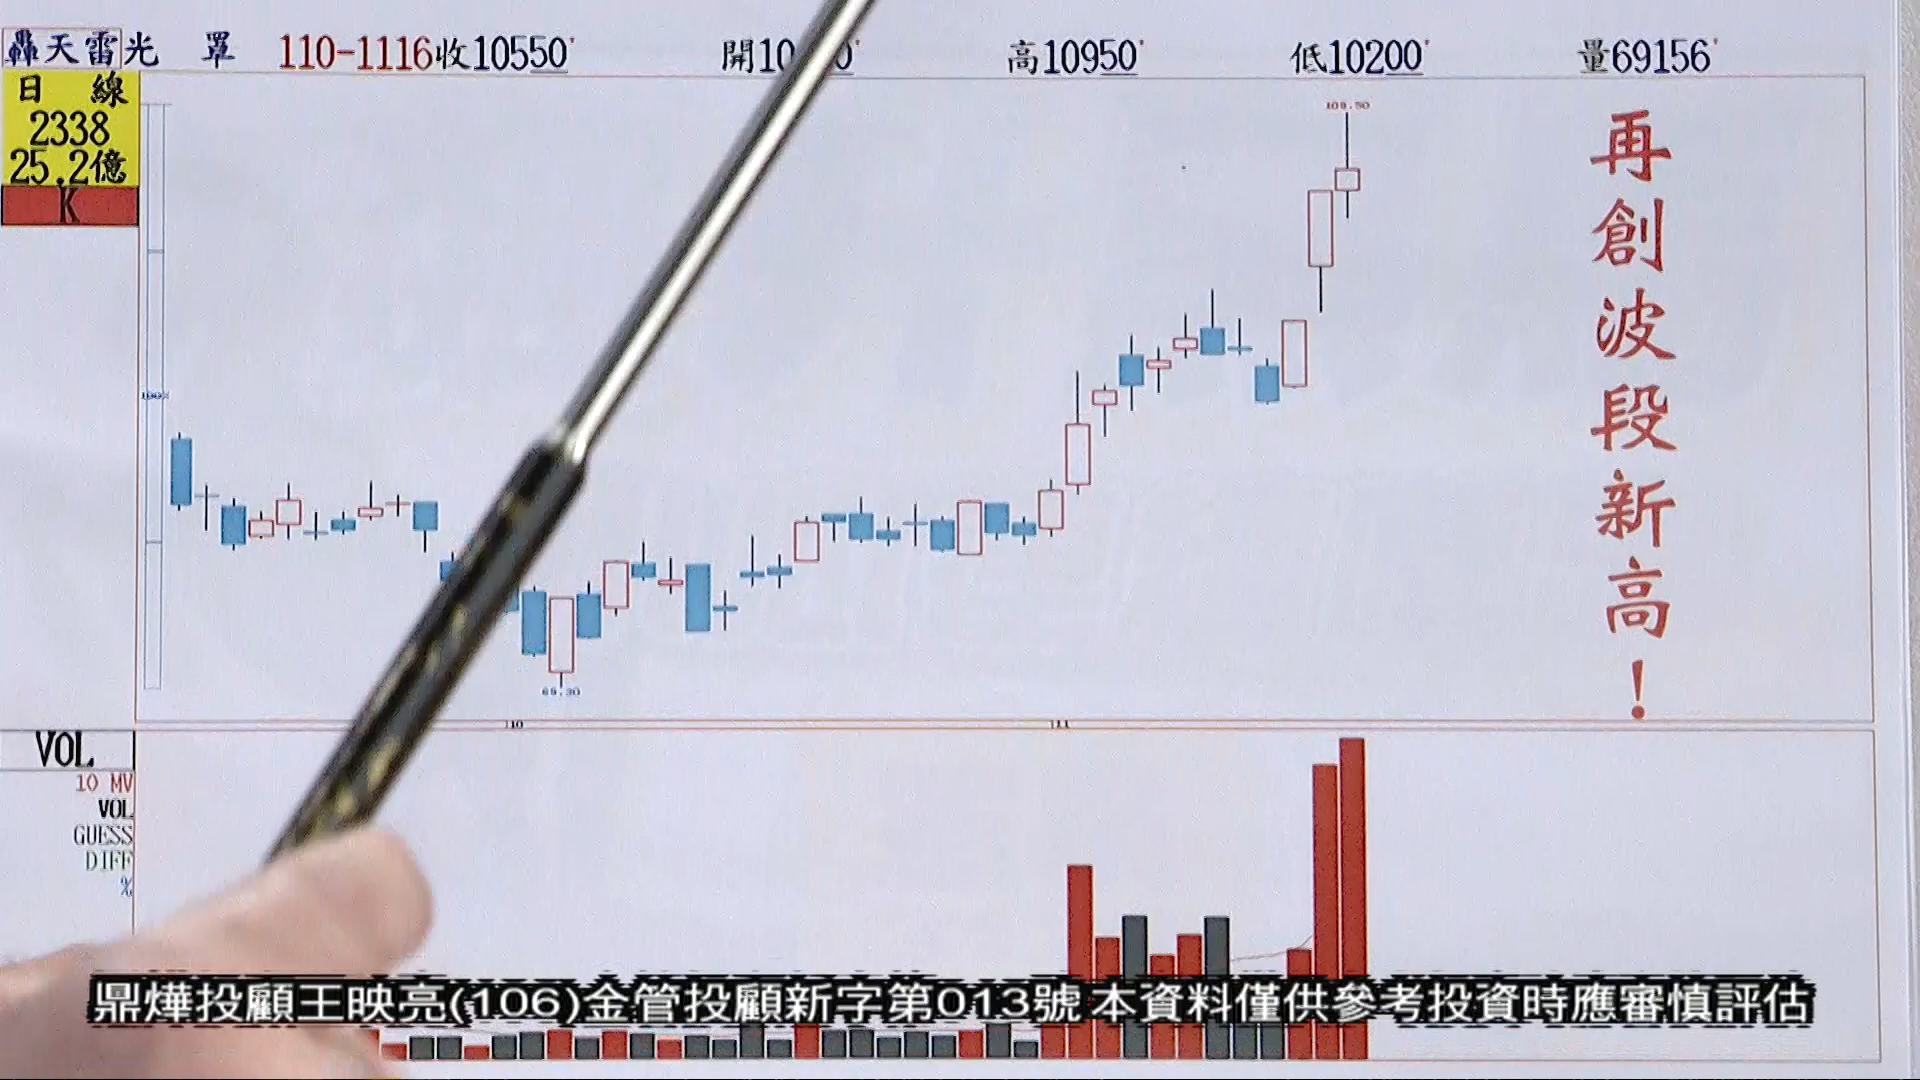 轟天雷光 罩 110-1116收10550 開10 0 高10950 低10200 量69156
日 線
2338
25.2億
K
109.50
100%
69.30
10 11
再創波段新高!
VOL
10 MV
VOL
GUESS
DIFF
%
鼎燁投顧王映亮(106)金管投顧新字第013號 本資料僅供參考投資時應審慎評估